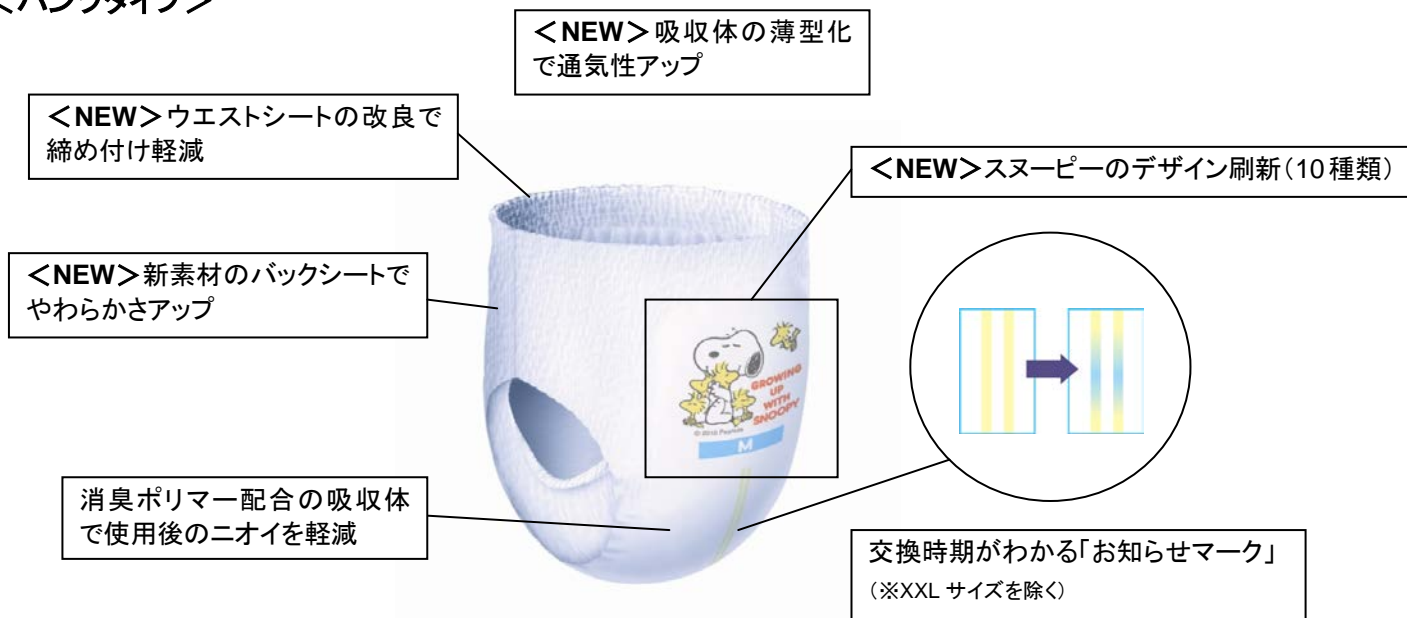 ＜パンツタイプ＞
＜NEW＞吸収体の薄型化
で通気性アップ
＜NEW＞ウエストシートの改良で
締め付け軽減
＜NEW＞スヌーピーのデザイン刷新（10種類）
＜NEW＞新素材のバックシートで
やわらかさアップ
GROWING
UP
WITH
SNOOPY
© 2010 Peanuts
M
消臭ポリマー配合の吸収体
で使用後のニオイを軽減
交換時期がわかる「お知らせマーク」
（※XXL サイズを除く）